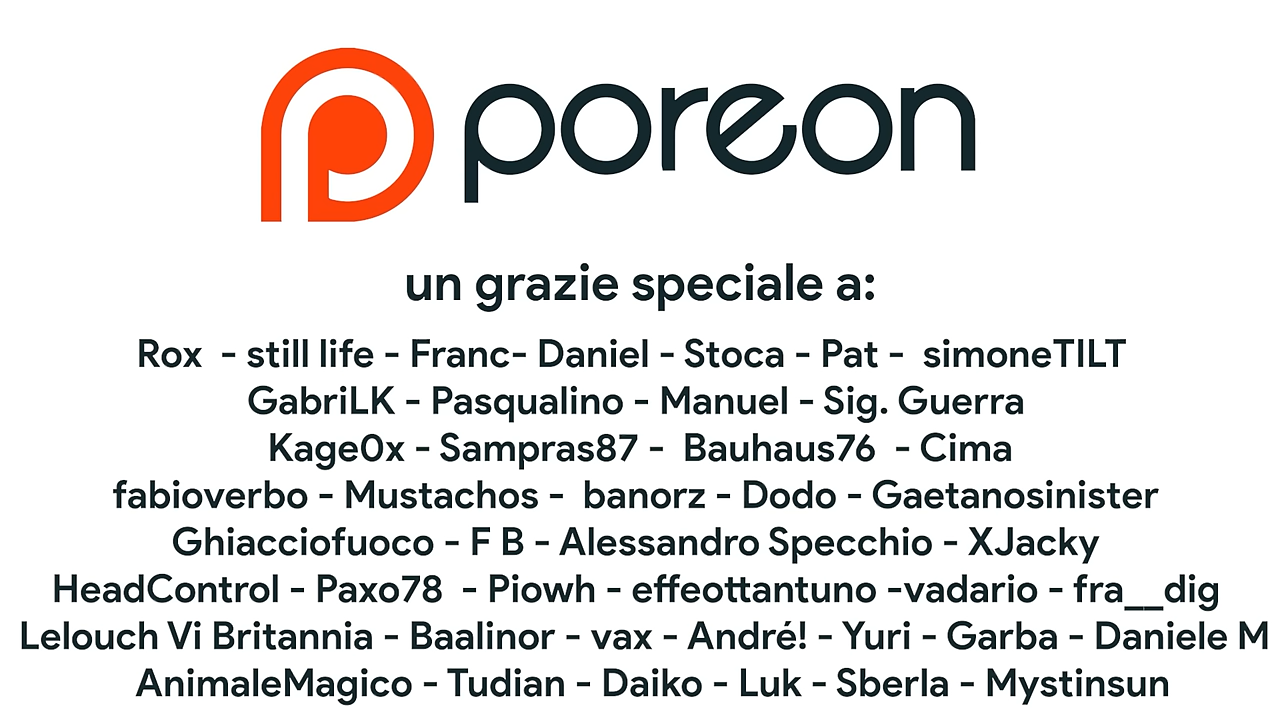 poreon
un grazie speciale a:
Rox - still life - Franc- Daniel - Stoca - Pat - simoneTILT
GabriLK - Pasqualino - Manuel - Sig. Guerra
Kage0x - Sampras87 - Bauhaus76 - Cima
fabioverbo - Mustachos - banorz - Dodo - Gaetanosinister
Ghiacciofuoco - F B - Alessandro Specchio - XJacky
HeadControl - Paxo78 - Piowh - effeottantuno -vadario - fra__dig
Lelouch Vi Britannia - Baalinor - vax - André! - Yuri - Garba - Daniele M
AnimaleMagico - Tudian - Daiko - Luk - Sberla - Mystinsun